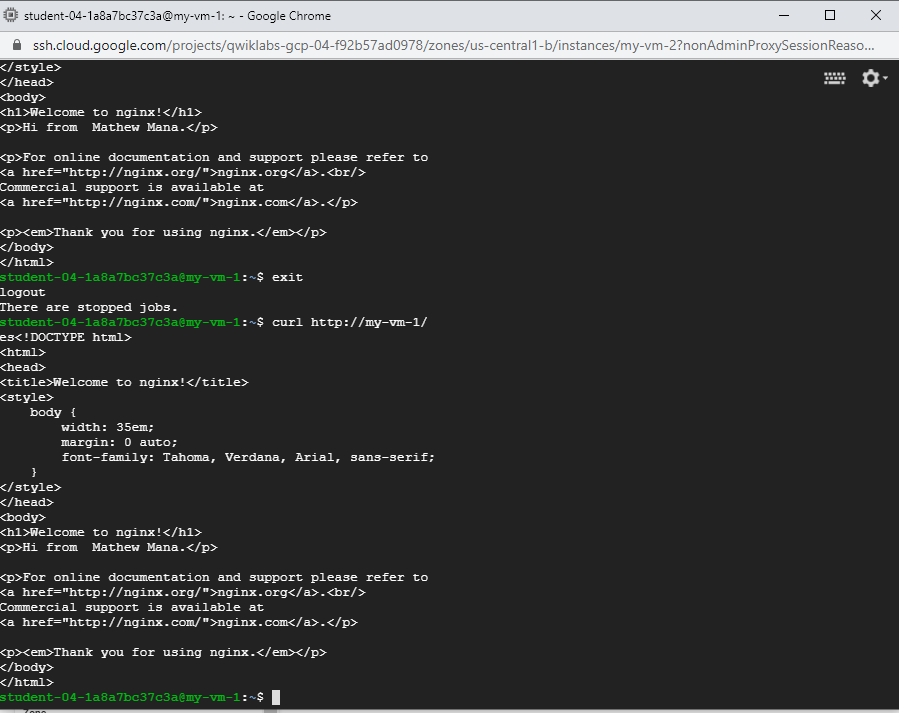 student-04-1a8a7bc37c3a@my-vm-1: ~ - Google Chrome
ssh.cloud.google.com/projects/qwiklabs-gcp-04-f92b57ad0978/zones/us-central1-b/instances/my-vm-2?nonAdminProxySessionReaso...
</style>
</head>
<body>
<h1>Welcome to nginx!</h1>
<p>Hi from  Mathew Mana.</p>
<p>For online documentation and support please refer to
<a href="http://nginx.org/">nginx.org</a>.<br/>
Commercial support is available at
<a href="http://nginx.com/">nginx.com</a>.</p>
<p><em>Thank you for using nginx.</em></p>
</body>
</html>
student-04-1a8a7bc37c3a@my-vm-1:~$ exit
logout
There are stopped jobs.
student-04-1a8a7bc37c3a@my-vm-1:~$ curl http://my-vm-1/
es<!DOCTYPE html>
<html>
<head>
<title>Welcome to nginx!</title>
<style>
    body {
        width: 35em;
        margin: 0 auto;
        font-family: Tahoma, Verdana, Arial, sans-serif;
    }
</style>
</head>
<body>
<h1>Welcome to nginx!</h1>
<p>Hi from  Mathew Mana.</p>
<p>For online documentation and support please refer to
<a href="http://nginx.org/">nginx.org</a>.<br/>
Commercial support is available at
<a href="http://nginx.com/">nginx.com</a>.</p>
<p><em>Thank you for using nginx.</em></p>
</body>
</html>
student-04-1a8a7bc37c3a@my-vm-1:~$